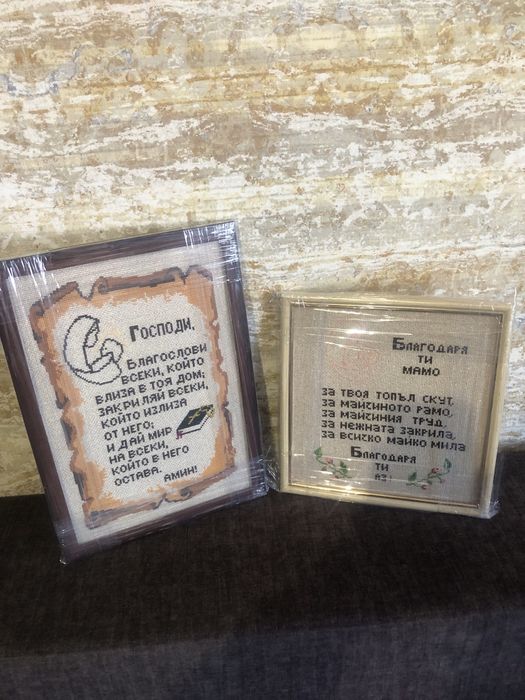 Господи,
Благослови
всеки, който
влиза в тоя дом;
закриляй всеки,
който излиза
от него;
и дай мир
на всеки,
който в него
остава.
Амин!
Благодаря
ти
мамо
за твоя топъл скут,
за майчиното рамо,
за майчиния труд,
за нежната закрила,
за всичко майко мила
Благодаря
ти
аз!